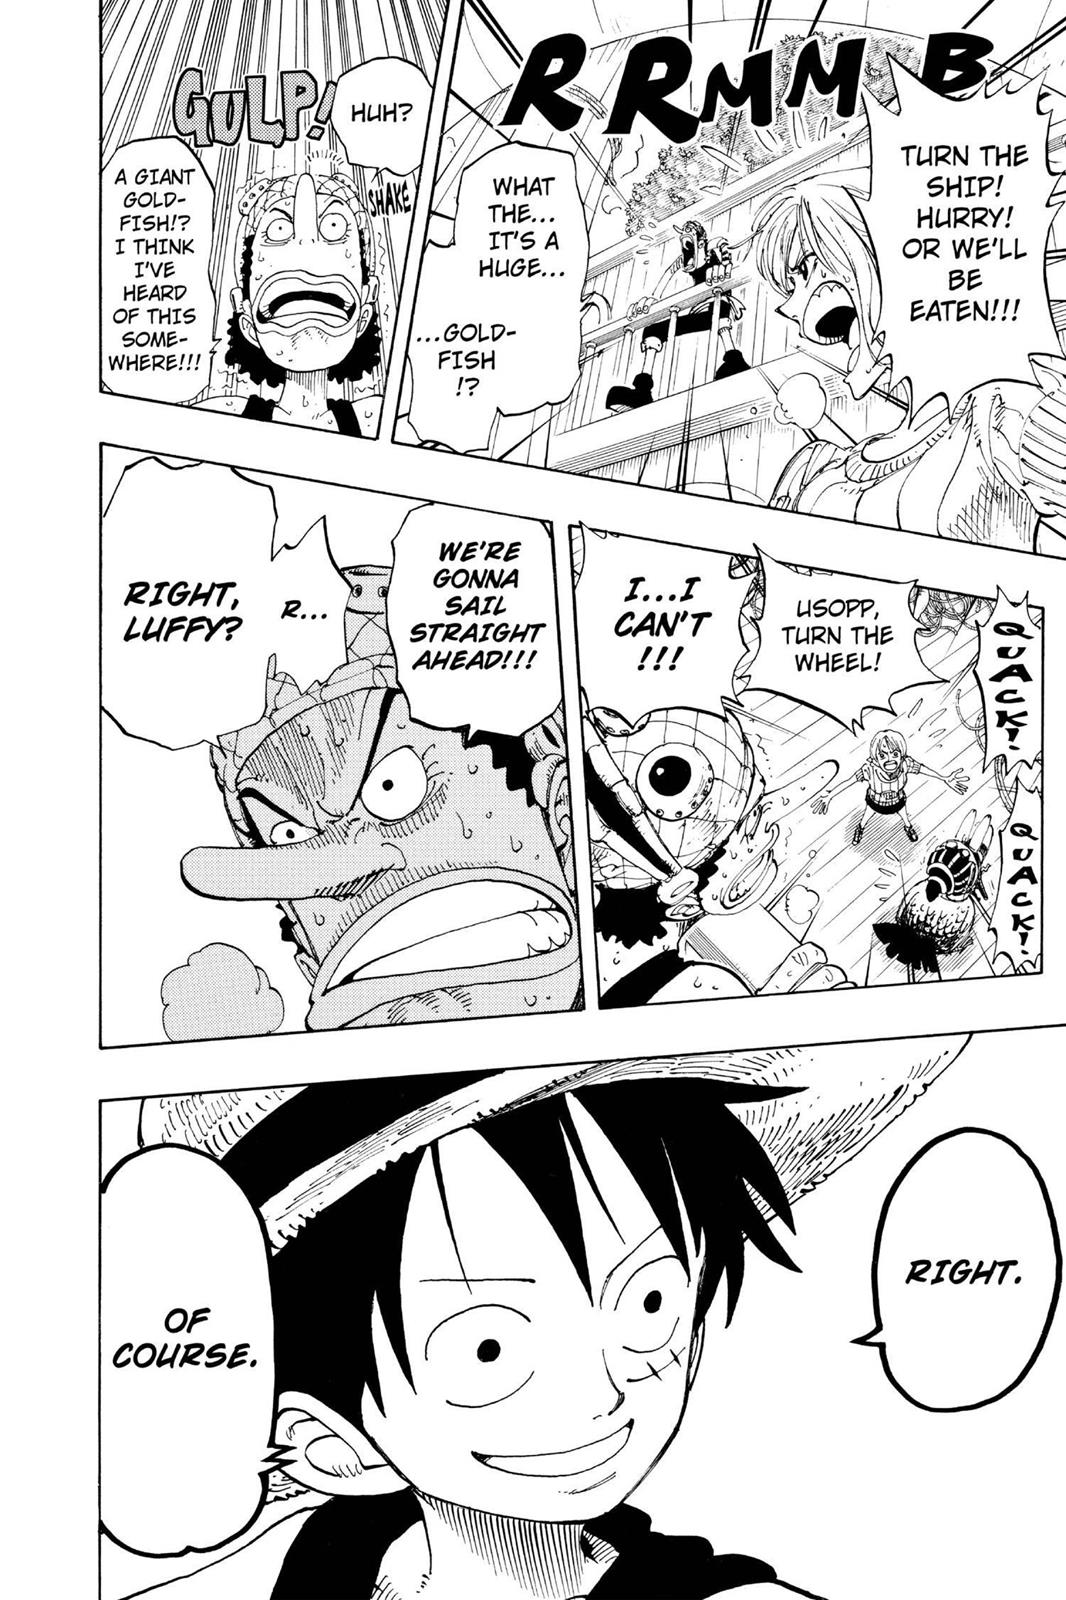 RRMMB
TURN THE
SHIP!
HURRY!
OR WE'LL
BE
EATEN!!!
WHAT
THE...
IT'S A
HUGE...
...GOLD-
FISH
!?
HUH?
GULP!
SHAKE
A GIANT
GOLD-
FISH!?
I THINK
I'VE
HEARD
OF THIS
SOME-
WHERE!!!
QUACK!
QUACK!
USOPP,
TURN THE
WHEEL!
I...I
CAN'T
!!!
WE'RE
GONNA
SAIL
STRAIGHT
AHEAD!!!
R...
RIGHT,
LUFFY?
RIGHT.
OF
COURSE.